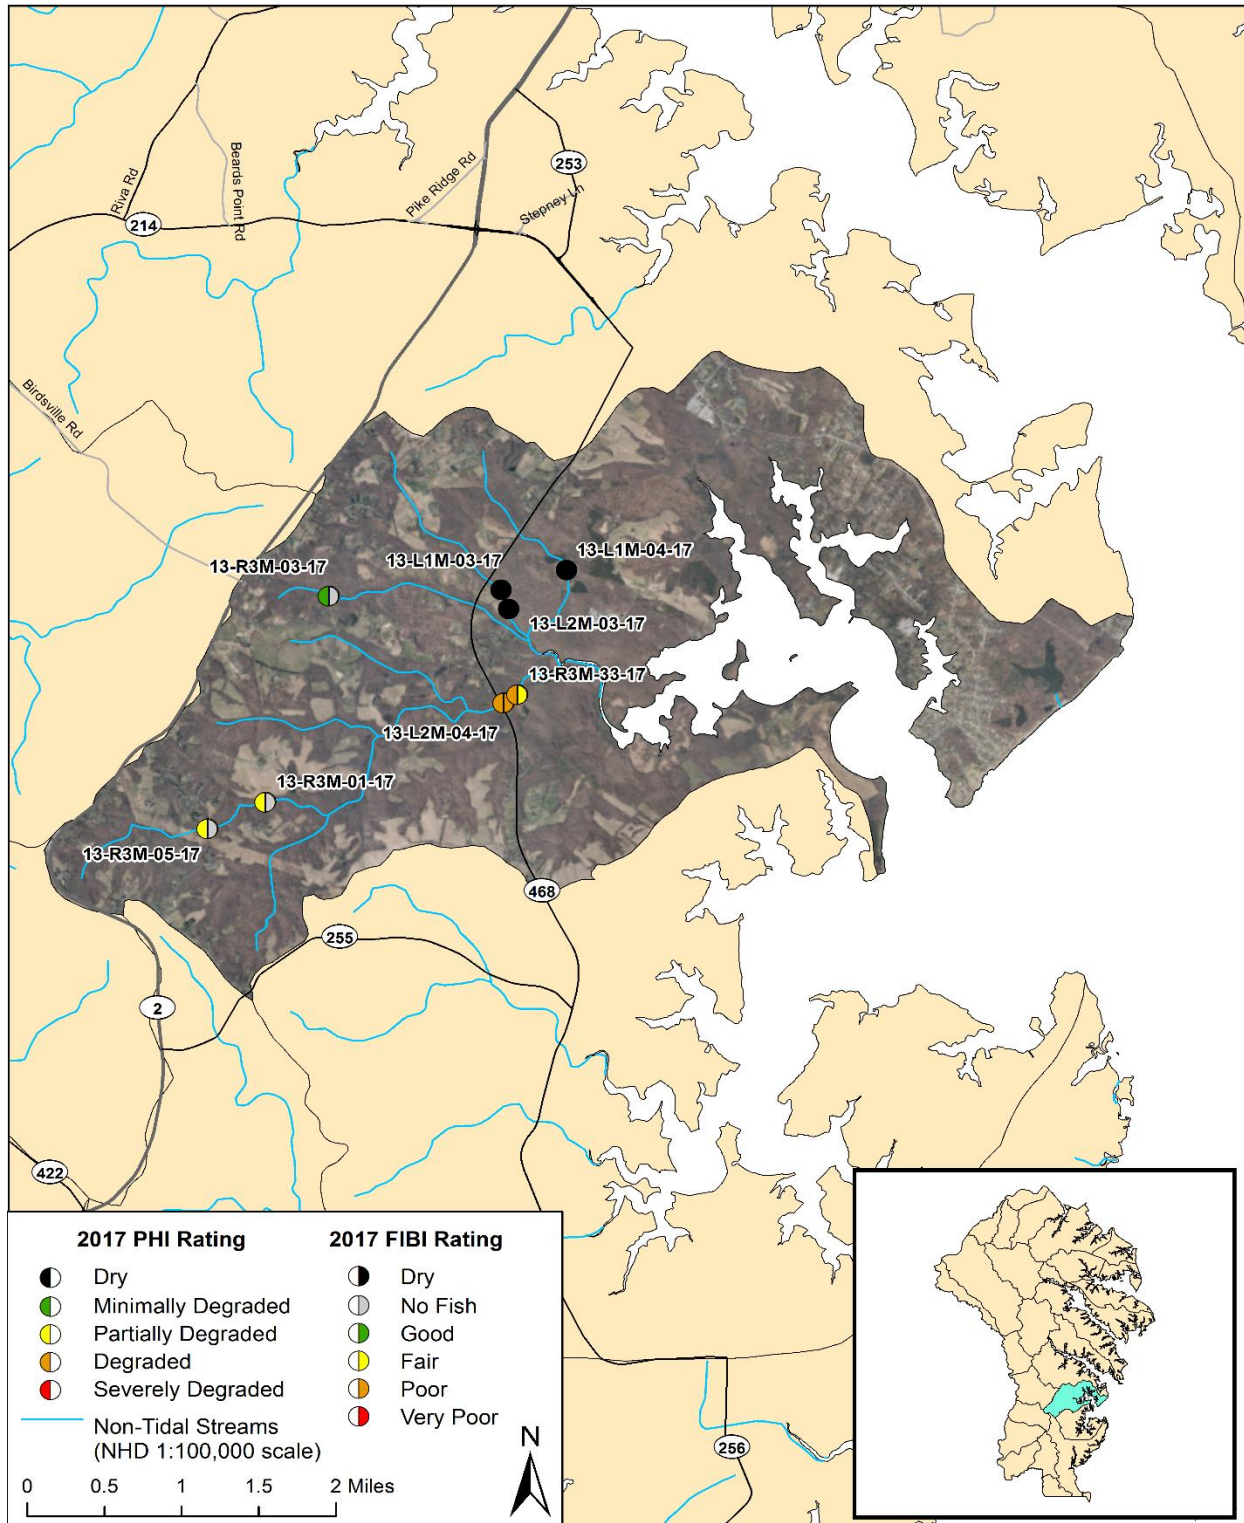 253
Riva Rd
Beards Point Rd
Pike Ridge Rd
Stepney Ln
214
Birdsville Rd
13-R3M-03-17
13-L1M-03-17
13-L1M-04-17
13-L2M-03-17
13-R3M-33-17
13-L2M-04-17
13-R3M-01-17
13-R3M-05-17
468
255
2
422
2017 PHI Rating
Dry
Minimally Degraded
Partially Degraded
Degraded
Severely Degraded
Non-Tidal Streams
(NHD 1:100,000 scale)
2017 FIBI Rating
Dry
No Fish
Good
Fair
Poor
Very Poor
N
0 0.5 1 1.5 2 Miles
256